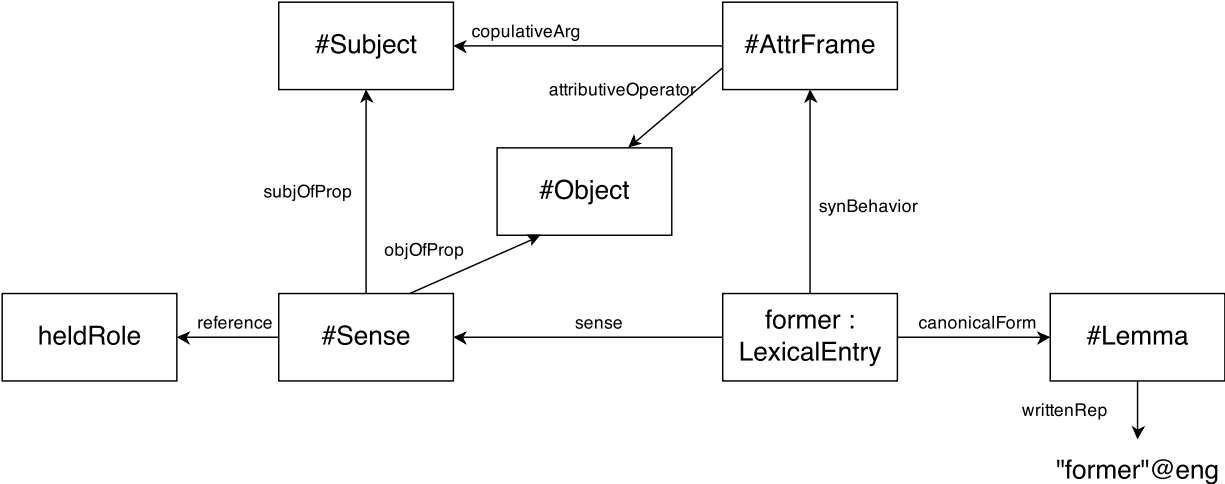 #Subject
copulativeArg
#AttrFrame
attributiveOperator
#Object
subjOfProp
synBehavior
objOfProp
heldRole
reference
#Sense
sense
former :
LexicalEntry
canonicalForm
#Lemma
writtenRep
"former"@eng